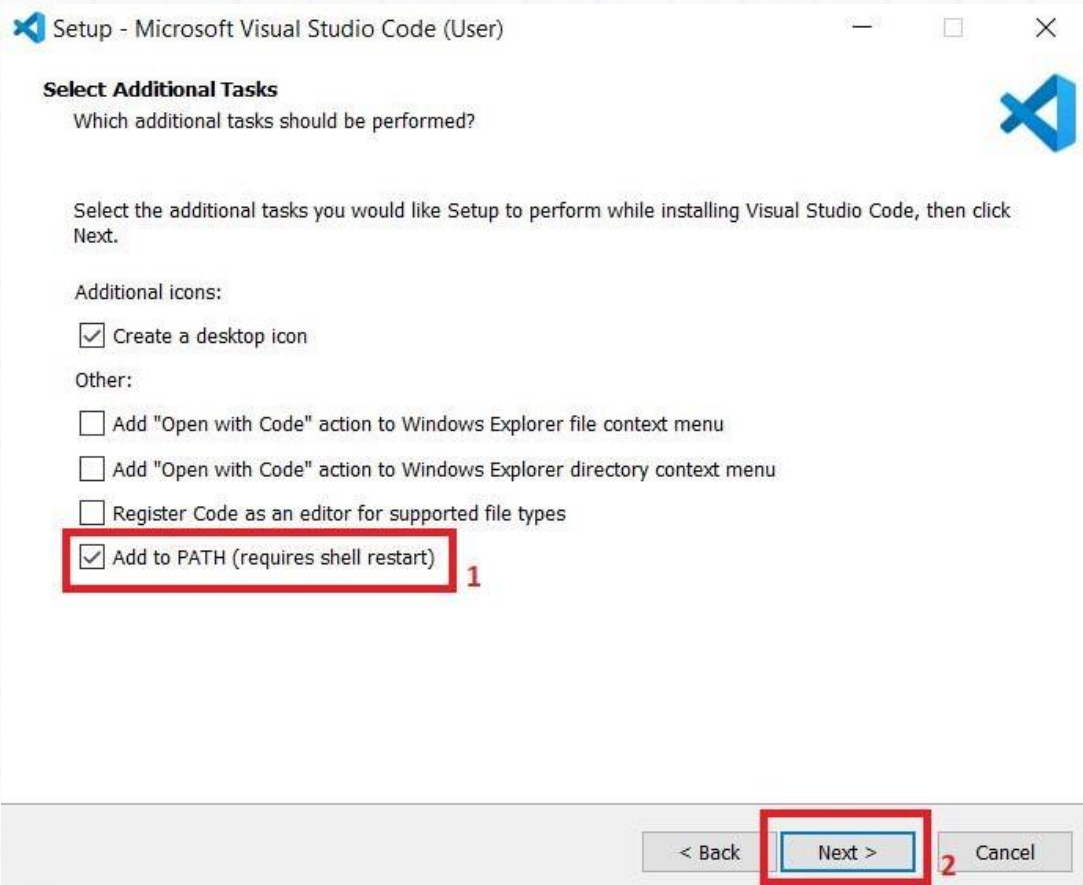 Setup - Microsoft Visual Studio Code (User)
Select Additional Tasks
Which additional tasks should be performed?
Select the additional tasks you would like Setup to perform while installing Visual Studio Code, then click
Next.
Additional icons:
Create a desktop icon
Other:
Add "Open with Code" action to Windows Explorer file context menu
Add "Open with Code" action to Windows Explorer directory context menu
Register Code as an editor for supported file types
Add to PATH (requires shell restart)
1
< Back
Next >
2
Cancel